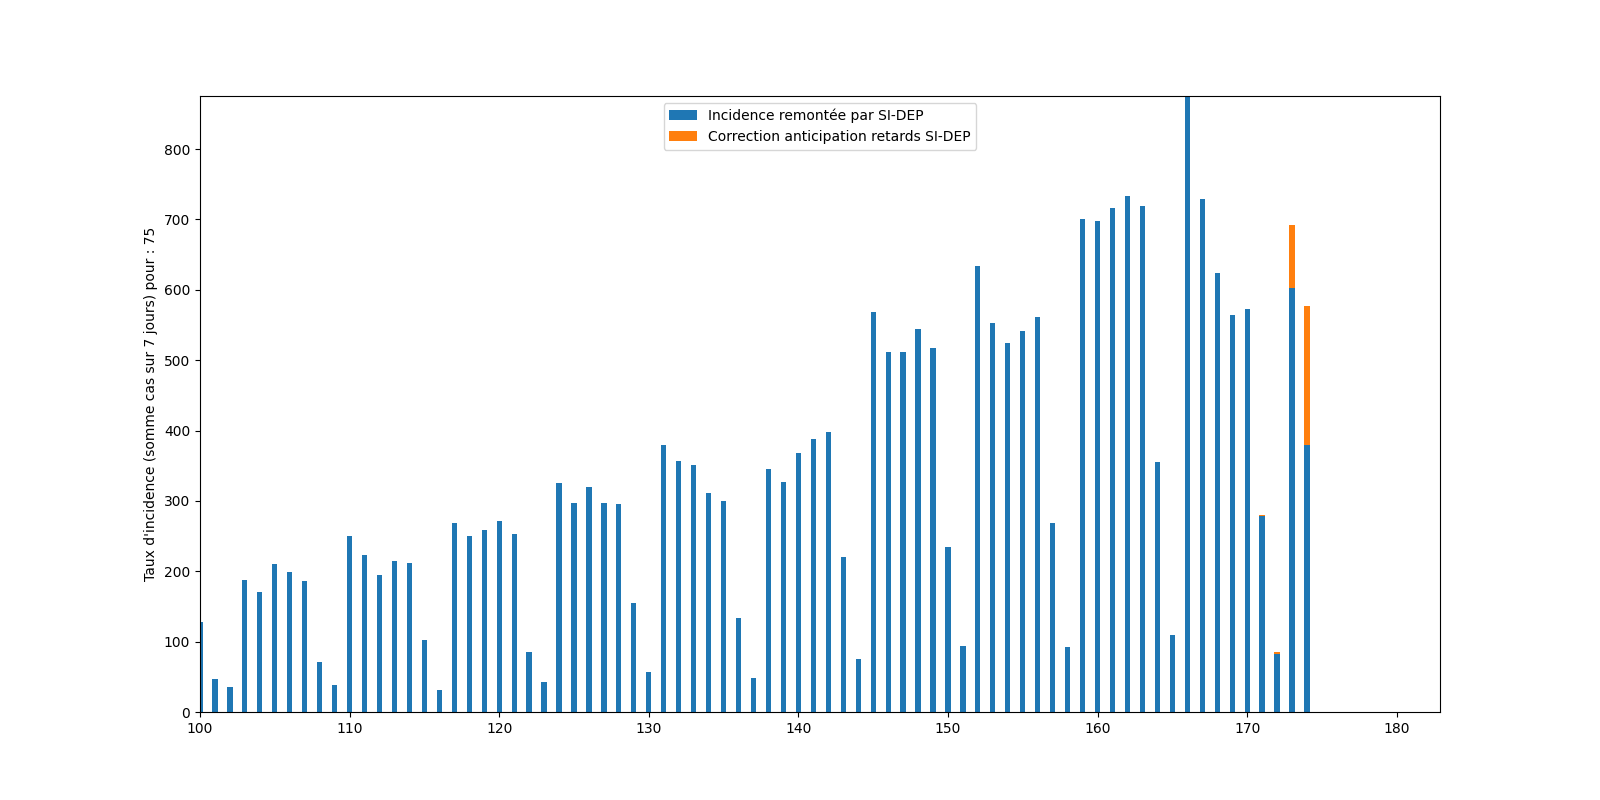 Incidence remontée par SI-DEP
Correction anticipation retards SI-DEP
Taux d'incidence (somme cas sur 7 jours) pour : 75
800
700
600
500
400
300
200
100
0
100 110 120 130 140 150 160 170 180